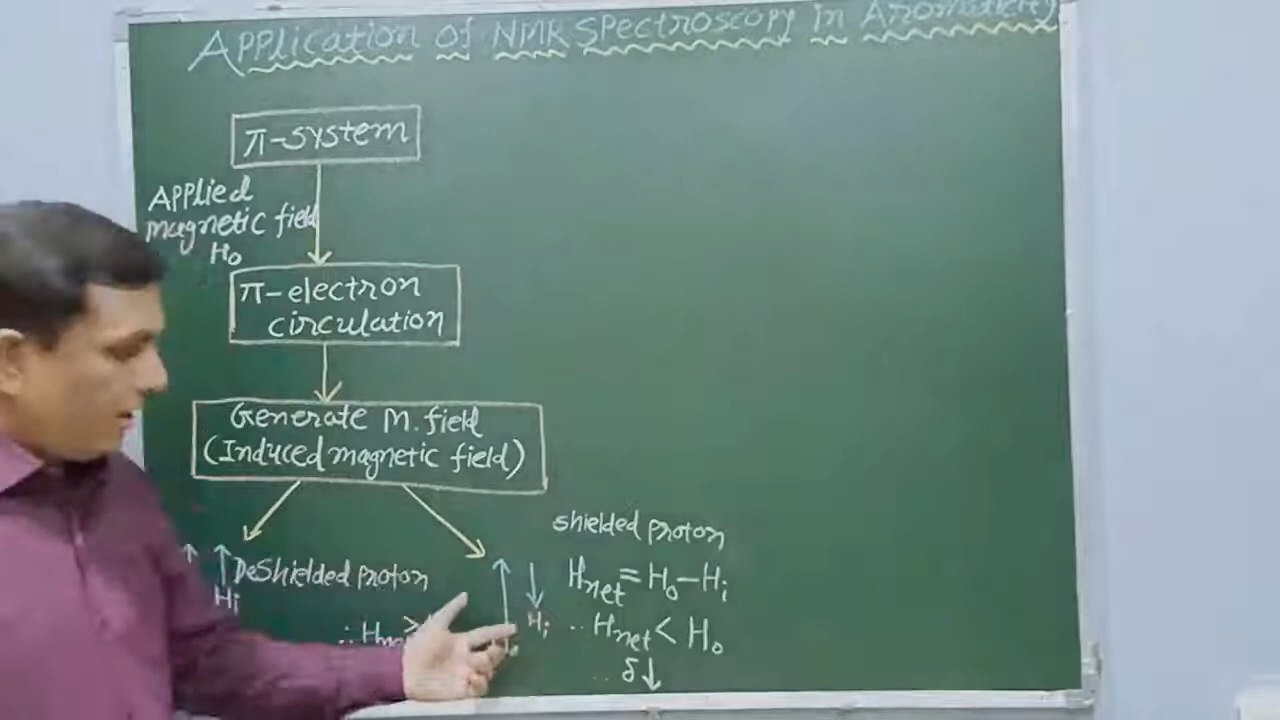 Application of NMR Spectroscopy in Aromaticity
π-system
Applied
magnetic field
H₀
π-electron
circulation
Generate M. field
(Induced magnetic field)
Deshielded proton
Hi
∴ Hnet >
Hi
shielded proton
Hnet = H₀ - Hi
∴ Hnet < H₀
∴ δ↓